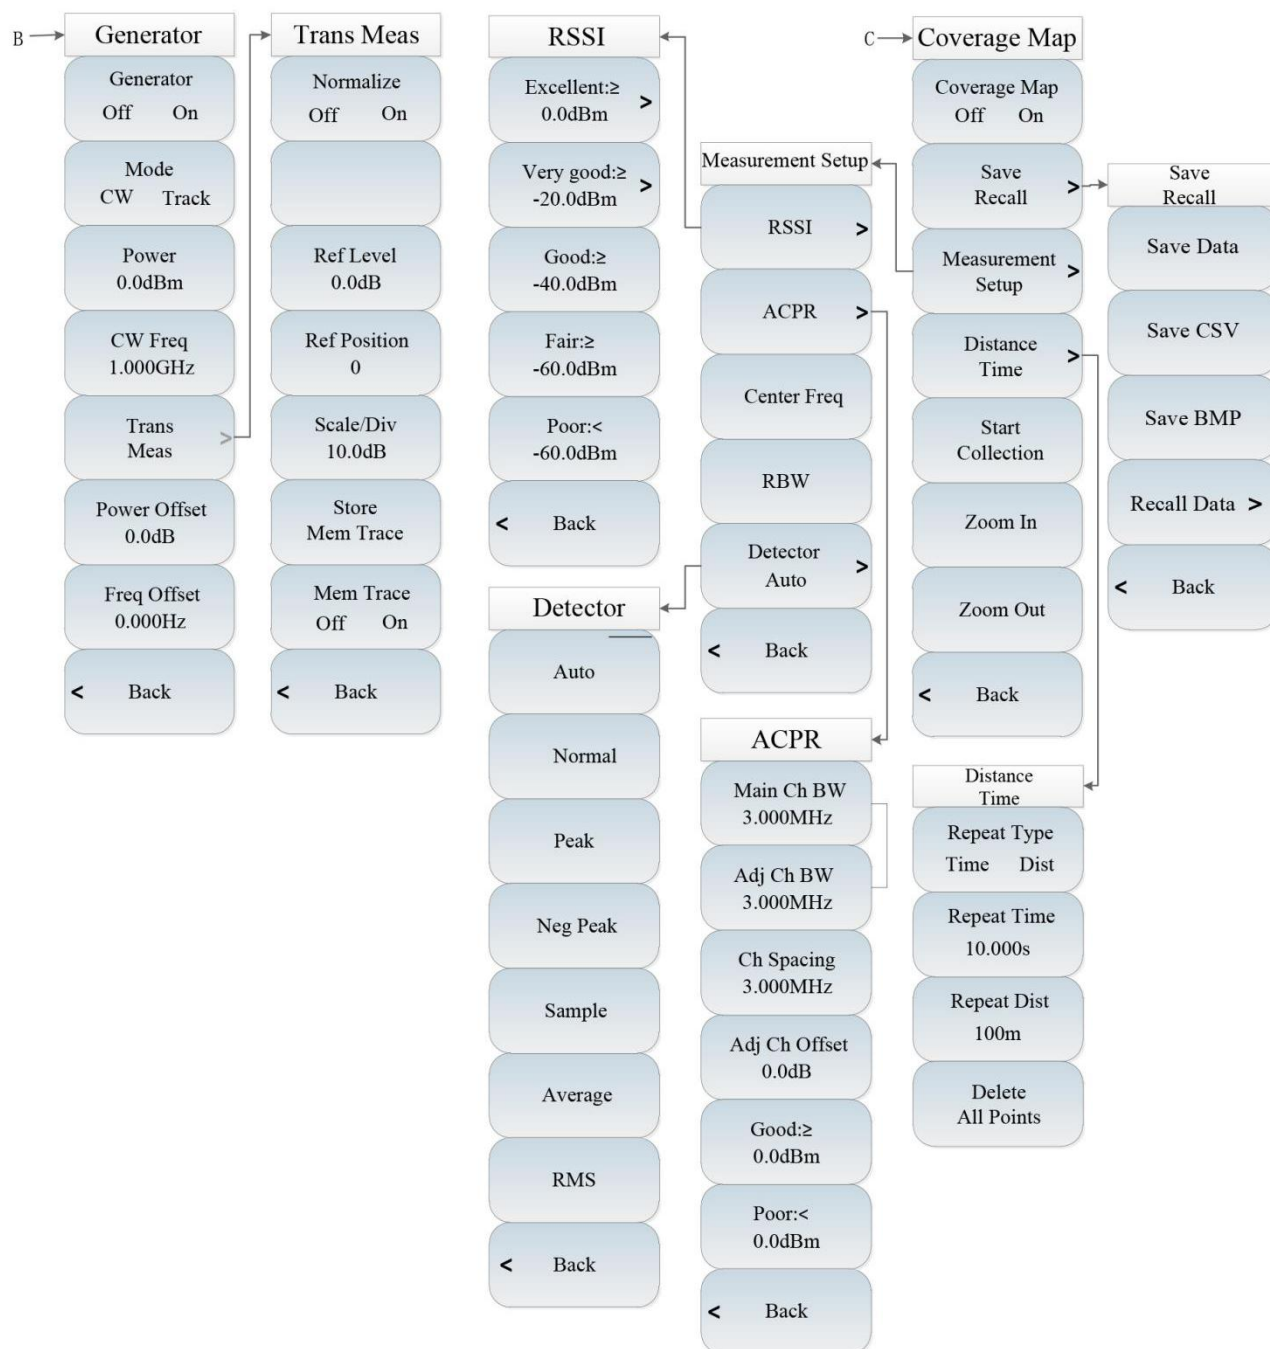 B
Generator
Generator
Off On
Mode
CW Track
Power
0.0dBm
CW Freq
1.000GHz
Trans
Meas
>
Power Offset
0.0dB
Freq Offset
0.000Hz
< Back
Trans Meas
Normalize
Off On
Ref Level
0.0dB
Ref Position
0
Scale/Div
10.0dB
Store
Mem Trace
Mem Trace
Off On
< Back
RSSI
Excellent:≥
0.0dBm
>
Very good:≥
-20.0dBm
>
Good:≥
-40.0dBm
Fair:≥
-60.0dBm
Poor:<
-60.0dBm
< Back
Detector
Auto
Normal
Peak
Neg Peak
Sample
Average
RMS
< Back
Measurement Setup
RSSI >
ACPR >
Center Freq
RBW
Detector
Auto
>
< Back
ACPR
Main Ch BW
3.000MHz
Adj Ch BW
3.000MHz
Ch Spacing
3.000MHz
Adj Ch Offset
0.0dB
Good:≥
0.0dBm
Poor:<
0.0dBm
< Back
C
Coverage Map
Coverage Map
Off On
Save
Recall
>
Measurement
Setup
>
Distance
Time
>
Start
Collection
Zoom In
Zoom Out
< Back
Distance
Time
Repeat Type
Time Dist
Repeat Time
10.000s
Repeat Dist
100m
Delete
All Points
Save
Recall
Save Data
Save CSV
Save BMP
Recall Data >
< Back